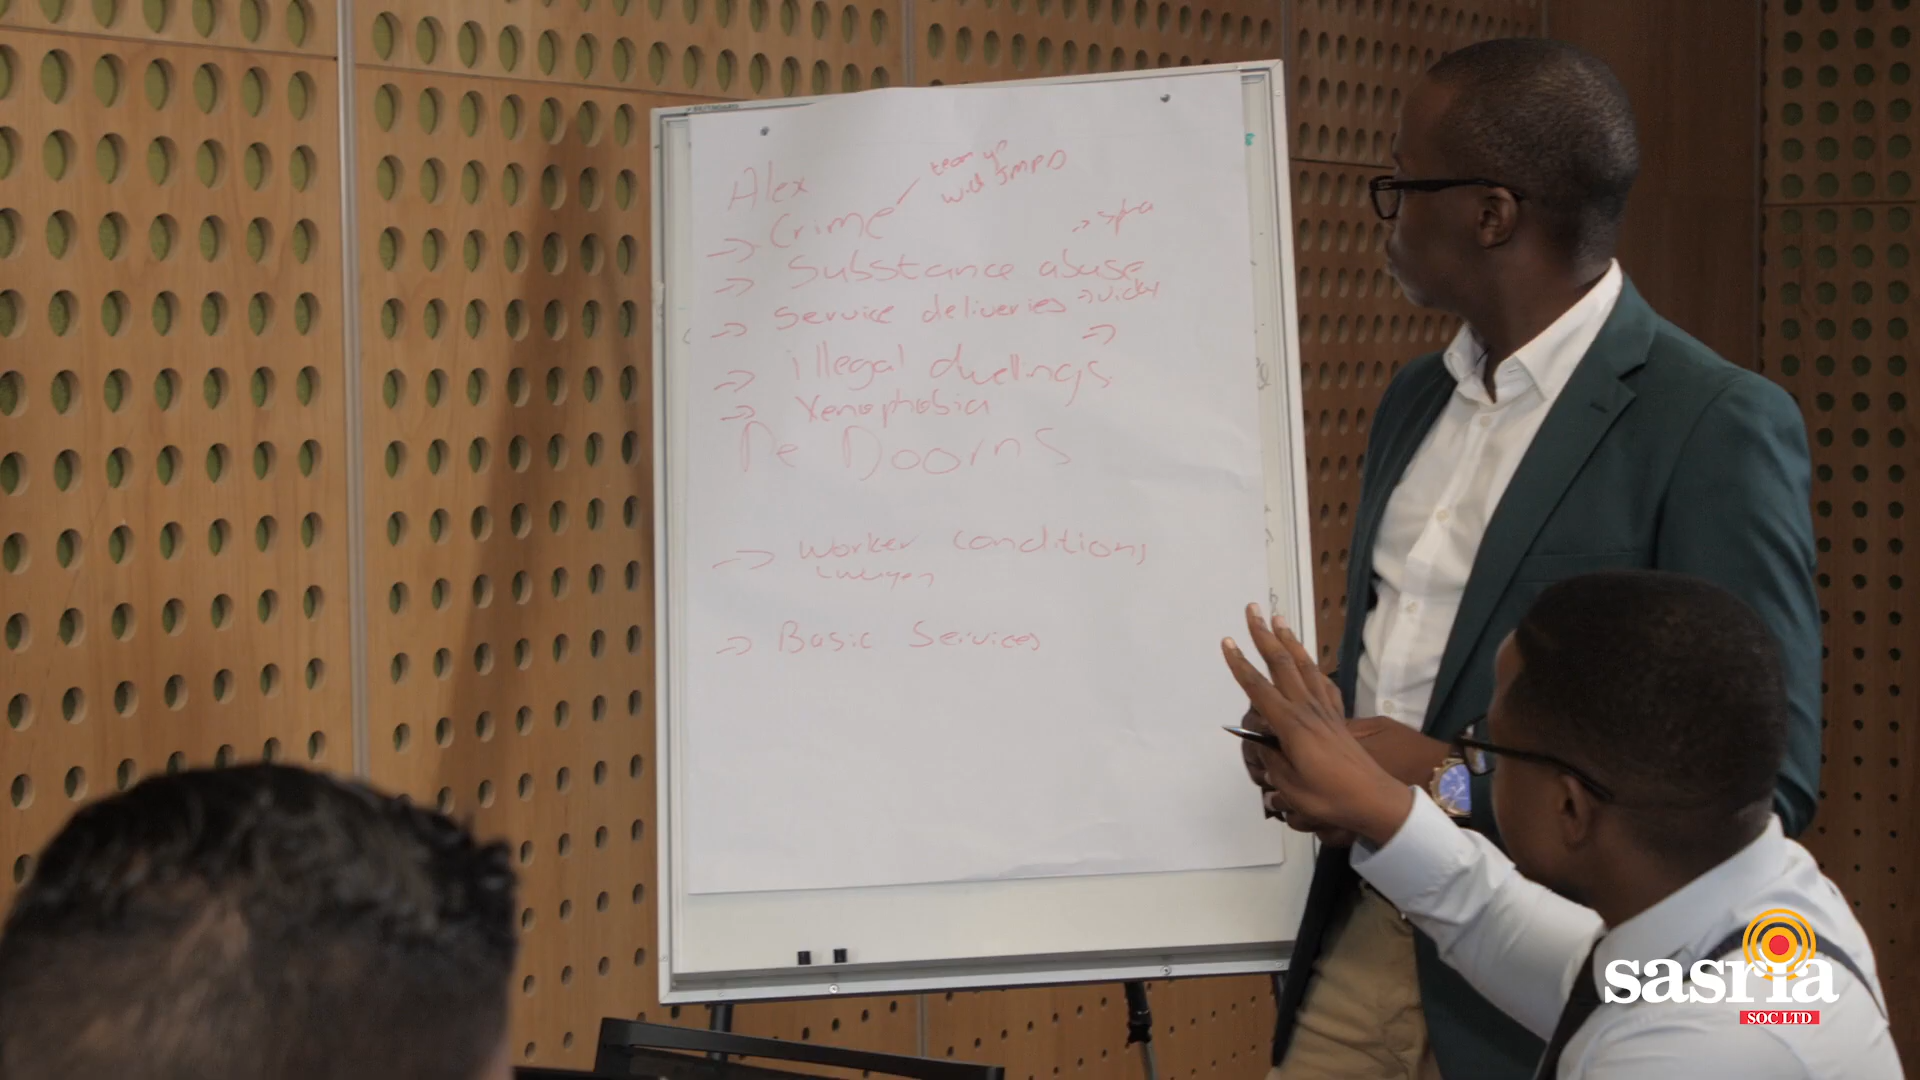 Alex
team up
with JMPD
→ Crime
→ Substance abuse
→ Service deliveries → Vicky
→ illegal dwellings →
→ Xenophobia
De Doorns
→ Worker conditions
→ Basic Services
sasria
SOC LTD